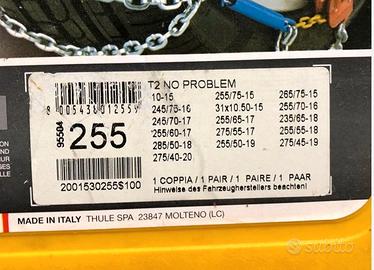 T2 NO PROBLEM
10-15 255/75-15 265/75-15
245/75-16 31x10.50-15 255/70-16
245/70-17 255/65-17 235/65-18
255/60-17 275/55-17 255/55-18
285/50-18 255/50-19 275/45-19
275/40-20
8005438012559
95504
255
2001530255$100
1 COPPIA / 1 PAIR / 1 PAIRE / 1 PAAR
Hinweise des Fahrzeugherstellers beachten!
MADE IN ITALY THULE SPA 23847 MOLTENO (LC)
subito